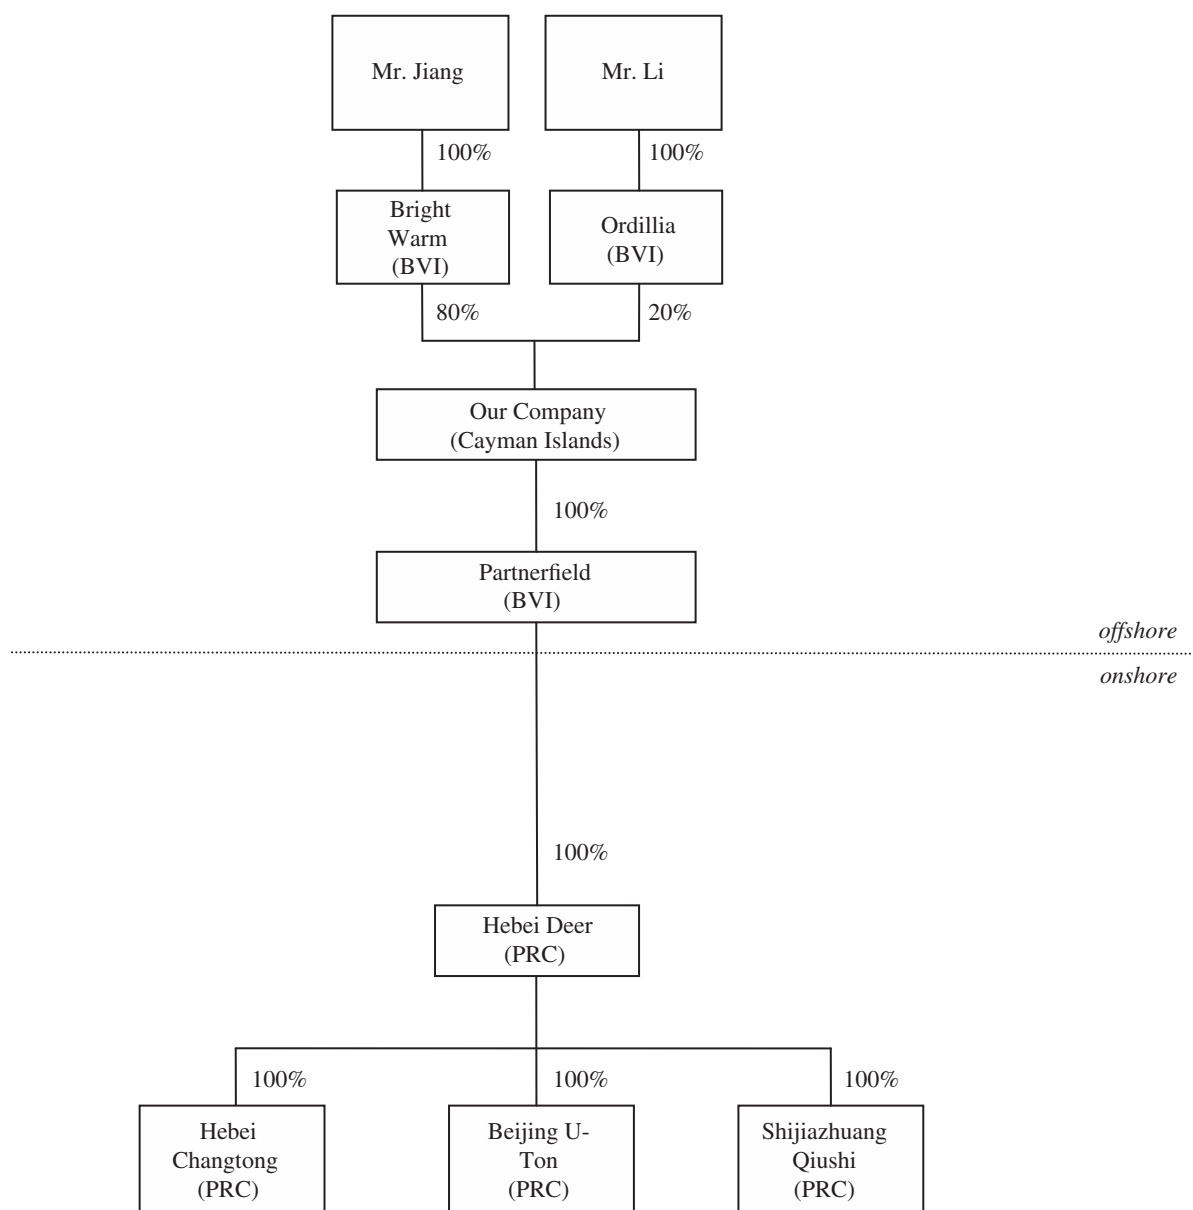 Mr. Jiang
Mr. Li
100%
100%
Bright
Warm
(BVI)
Ordillia
(BVI)
80%
20%
Our Company
(Cayman Islands)
100%
Partnerfield
(BVI)
offshore
onshore
100%
Hebei Deer
(PRC)
100%
100%
100%
Hebei
Changtong
(PRC)
Beijing U-
Ton
(PRC)
Shijiazhuang
Qiushi
(PRC)